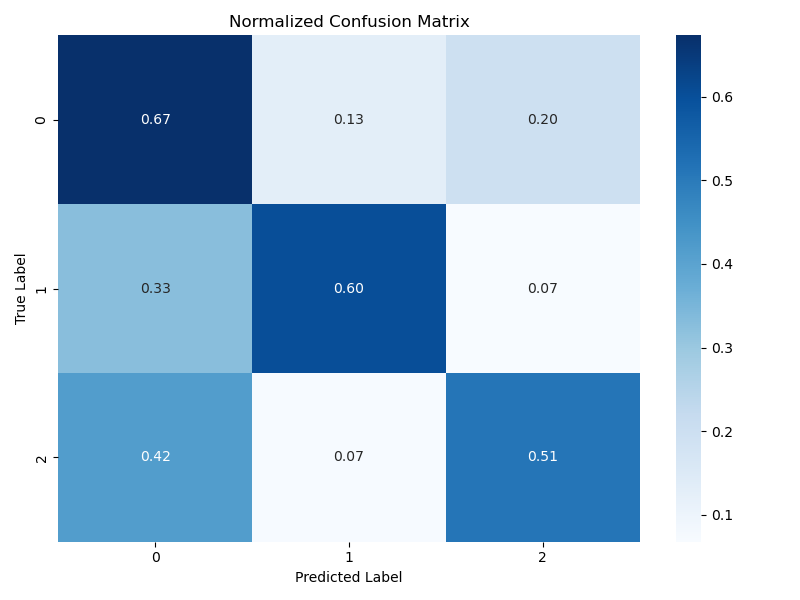 Normalized Confusion Matrix
0.67 0.13 0.20
0.33 0.60 0.07
0.42 0.07 0.51
0
1
2
True Label
0 1 2
Predicted Label
0.6
0.5
0.4
0.3
0.2
0.1